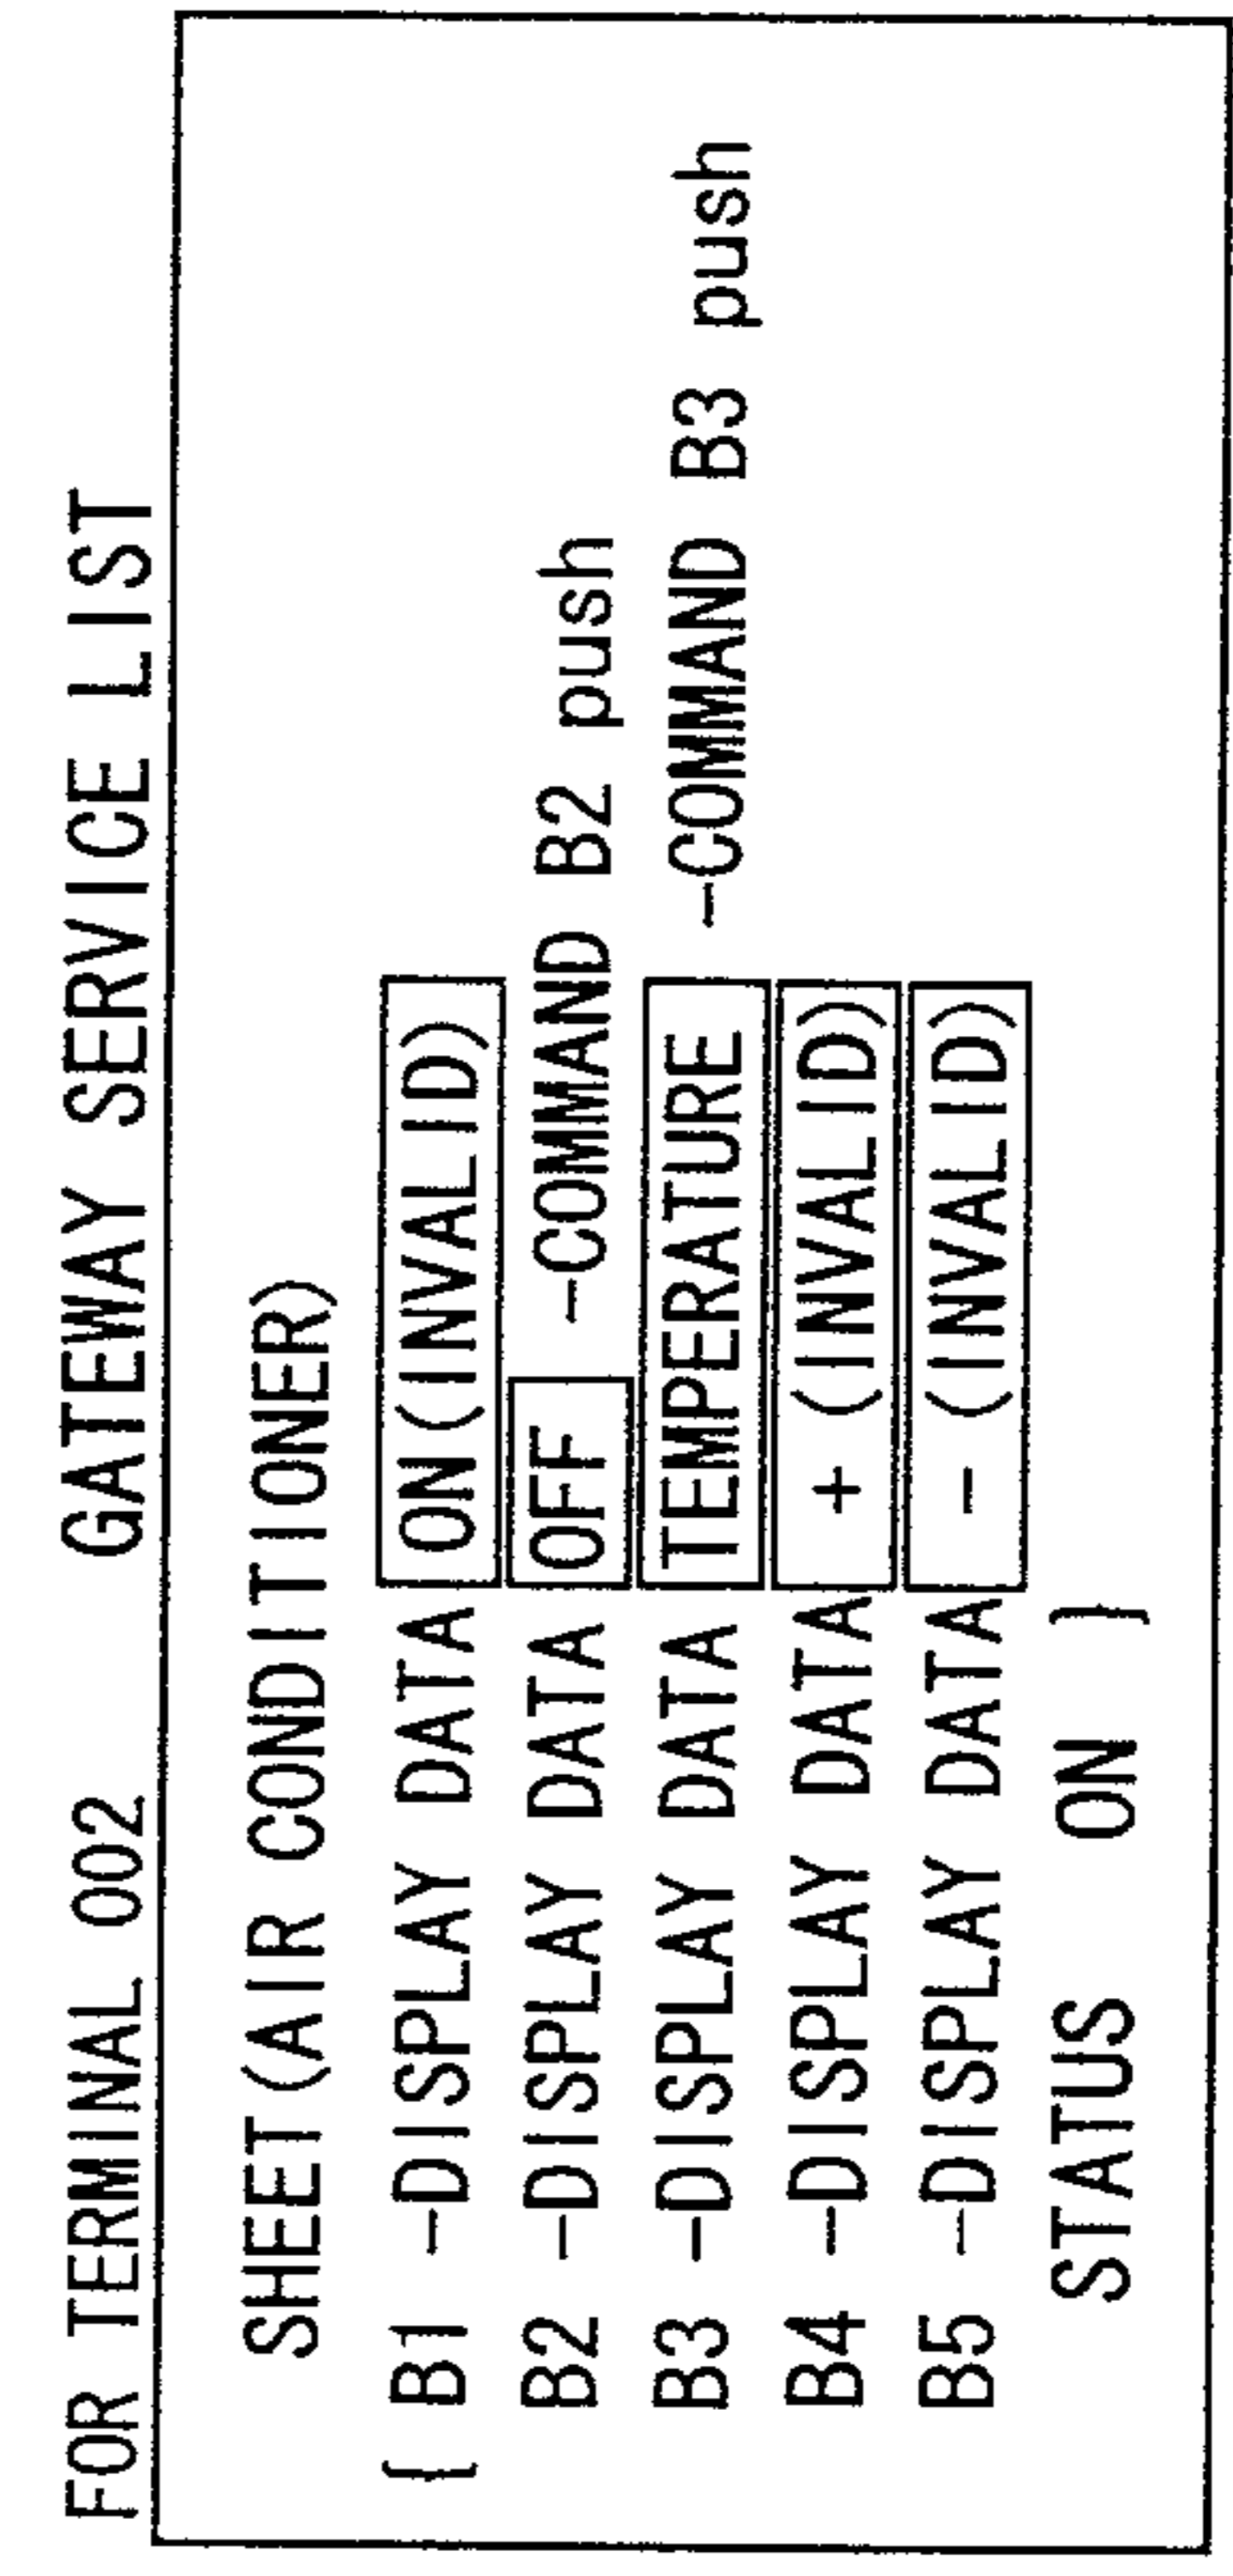 FOR TERMINAL 002 GATEWAY SERVICE LIST
SHEET(AIR CONDITIONER)
{ B1 -DISPLAY DATA ON(INVALID)
B2 -DISPLAY DATA OFF -COMMAND B2 push
B3 -DISPLAY DATA TEMPERATURE -COMMAND B3 push
B4 -DISPLAY DATA + (INVALID)
B5 -DISPLAY DATA - (INVALID)
STATUS ON }